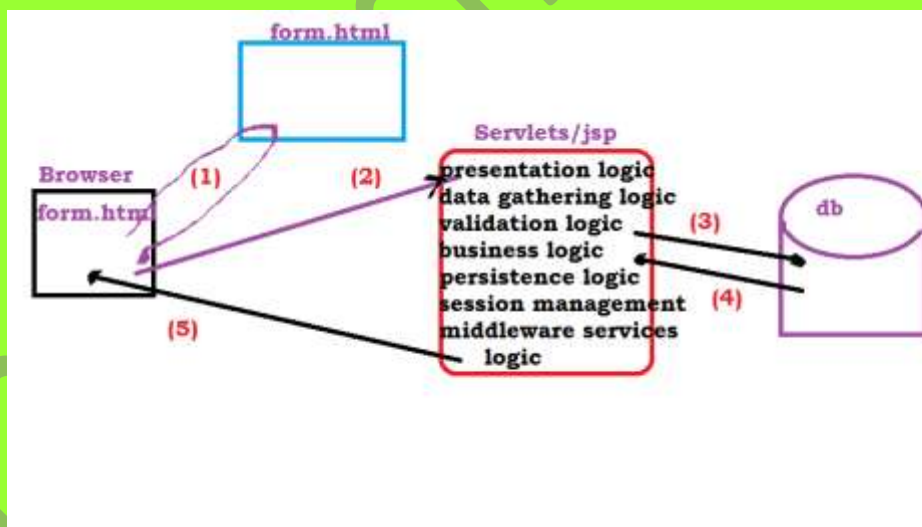 form.html
Servlets/jsp
Browser
form.html
(1)
(2)
presentation logic
data gathering logic
validation logic
business logic
persistence logic
session management
middleware services
logic
(3)
(4)
db
(5)